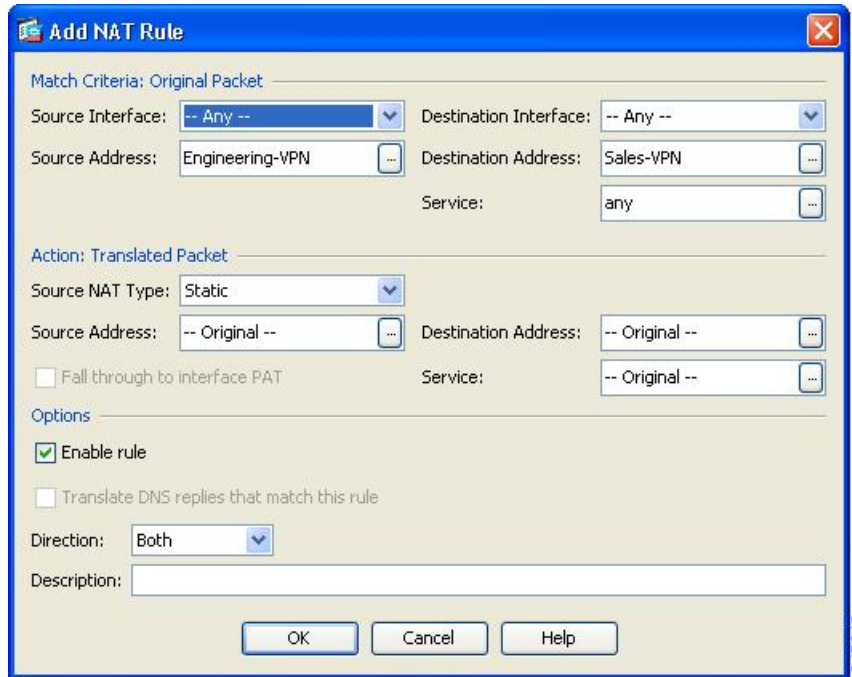 Add NAT Rule
Match Criteria: Original Packet
Source Interface: -- Any -- Destination Interface: -- Any --
Source Address: Engineering-VPN ... Destination Address: Sales-VPN ...
Service: any ...
Action: Translated Packet
Source NAT Type: Static
Source Address: -- Original -- ... Destination Address: -- Original -- ...
Fall through to interface PAT Service: -- Original -- ...
Options
Enable rule
Translate DNS replies that match this rule
Direction: Both
Description:
OK Cancel Help